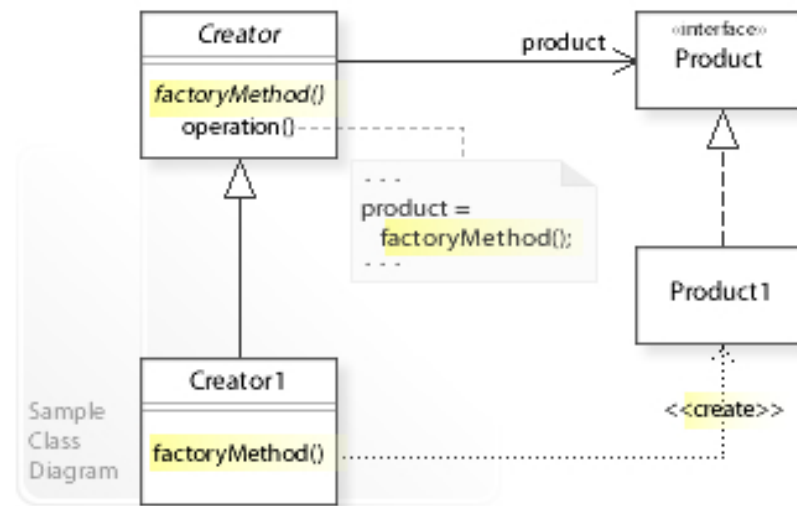 Creator
factoryMethod()
operation()
product
«interface»
Product
- - -
product =
factoryMethod();
- - -
Product1
Creator1
factoryMethod()
<<create>>
Sample
Class
Diagram